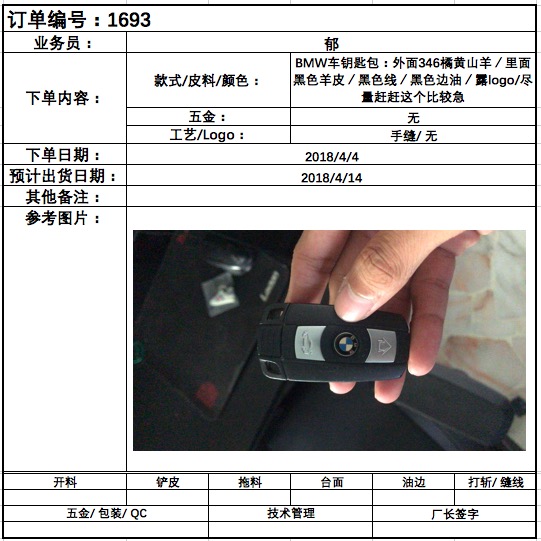 订单编号：1693
业务员： 郁
下单内容： 款式/皮料/颜色： BMW车钥匙包：外面346橘黄山羊／里面
黑色羊皮／黑色线／黑色边油／露logo/尽
量赶赶这个比较急
五金： 无
工艺/Logo： 手缝/ 无
下单日期： 2018/4/4
预计出货日期： 2018/4/14
其他备注：
参考图片：
Lenovo
开料 铲皮 拖料 台面 油边 打斩/ 缝线
五金/ 包装/ QC 技术管理 厂长签字